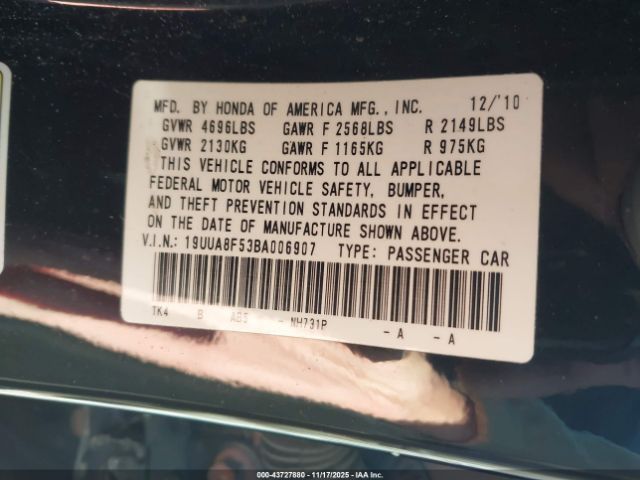 MFD. BY HONDA OF AMERICA MFG., INC. 12/'10
GVWR 4696LBS GAWR F 2568LBS R 2149LBS
GVWR 2130KG GAWR F 1165KG R 975KG
THIS VEHICLE CONFORMS TO ALL APPLICABLE
FEDERAL MOTOR VEHICLE SAFETY, BUMPER,
AND THEFT PREVENTION STANDARDS IN EFFECT
ON THE DATE OF MANUFACTURE SHOWN ABOVE.
V.I.N.: 19UUA8F53BA006907 TYPE: PASSENGER CAR
TK4 B AB5 - NH731P - A - A
000-43727880 - 11/17/2025 - IAA Inc.